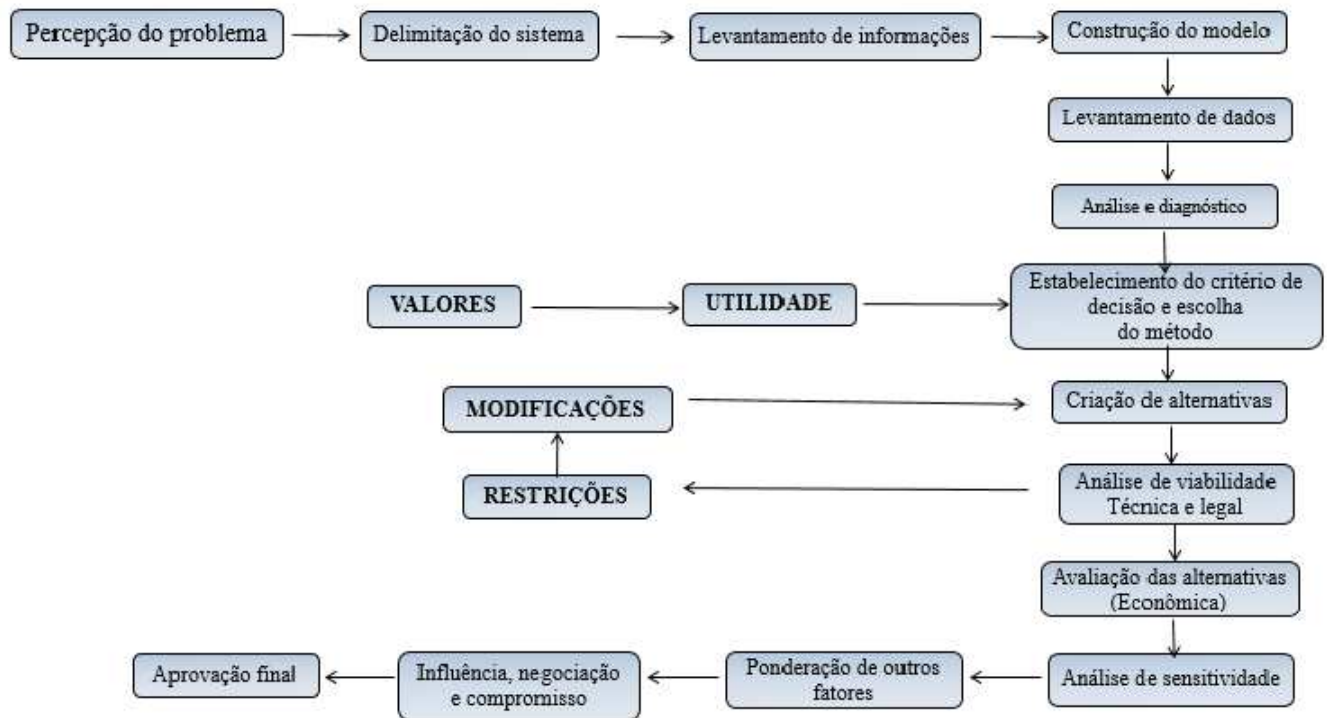 Percepção do problema
Delimitação do sistema
Levantamento de informações
Construção do modelo
Levantamento de dados
Análise e diagnóstico
VALORES
UTILIDADE
Estabelecimento do critério de
decisão e escolha
do método
MODIFICAÇÕES
Criação de alternativas
RESTRIÇÕES
Análise de viabilidade
Técnica e legal
Avaliação das alternativas
(Econômica)
Análise de sensitividade
Ponderação de outros
fatores
Influência, negociação
e compromisso
Aprovação final